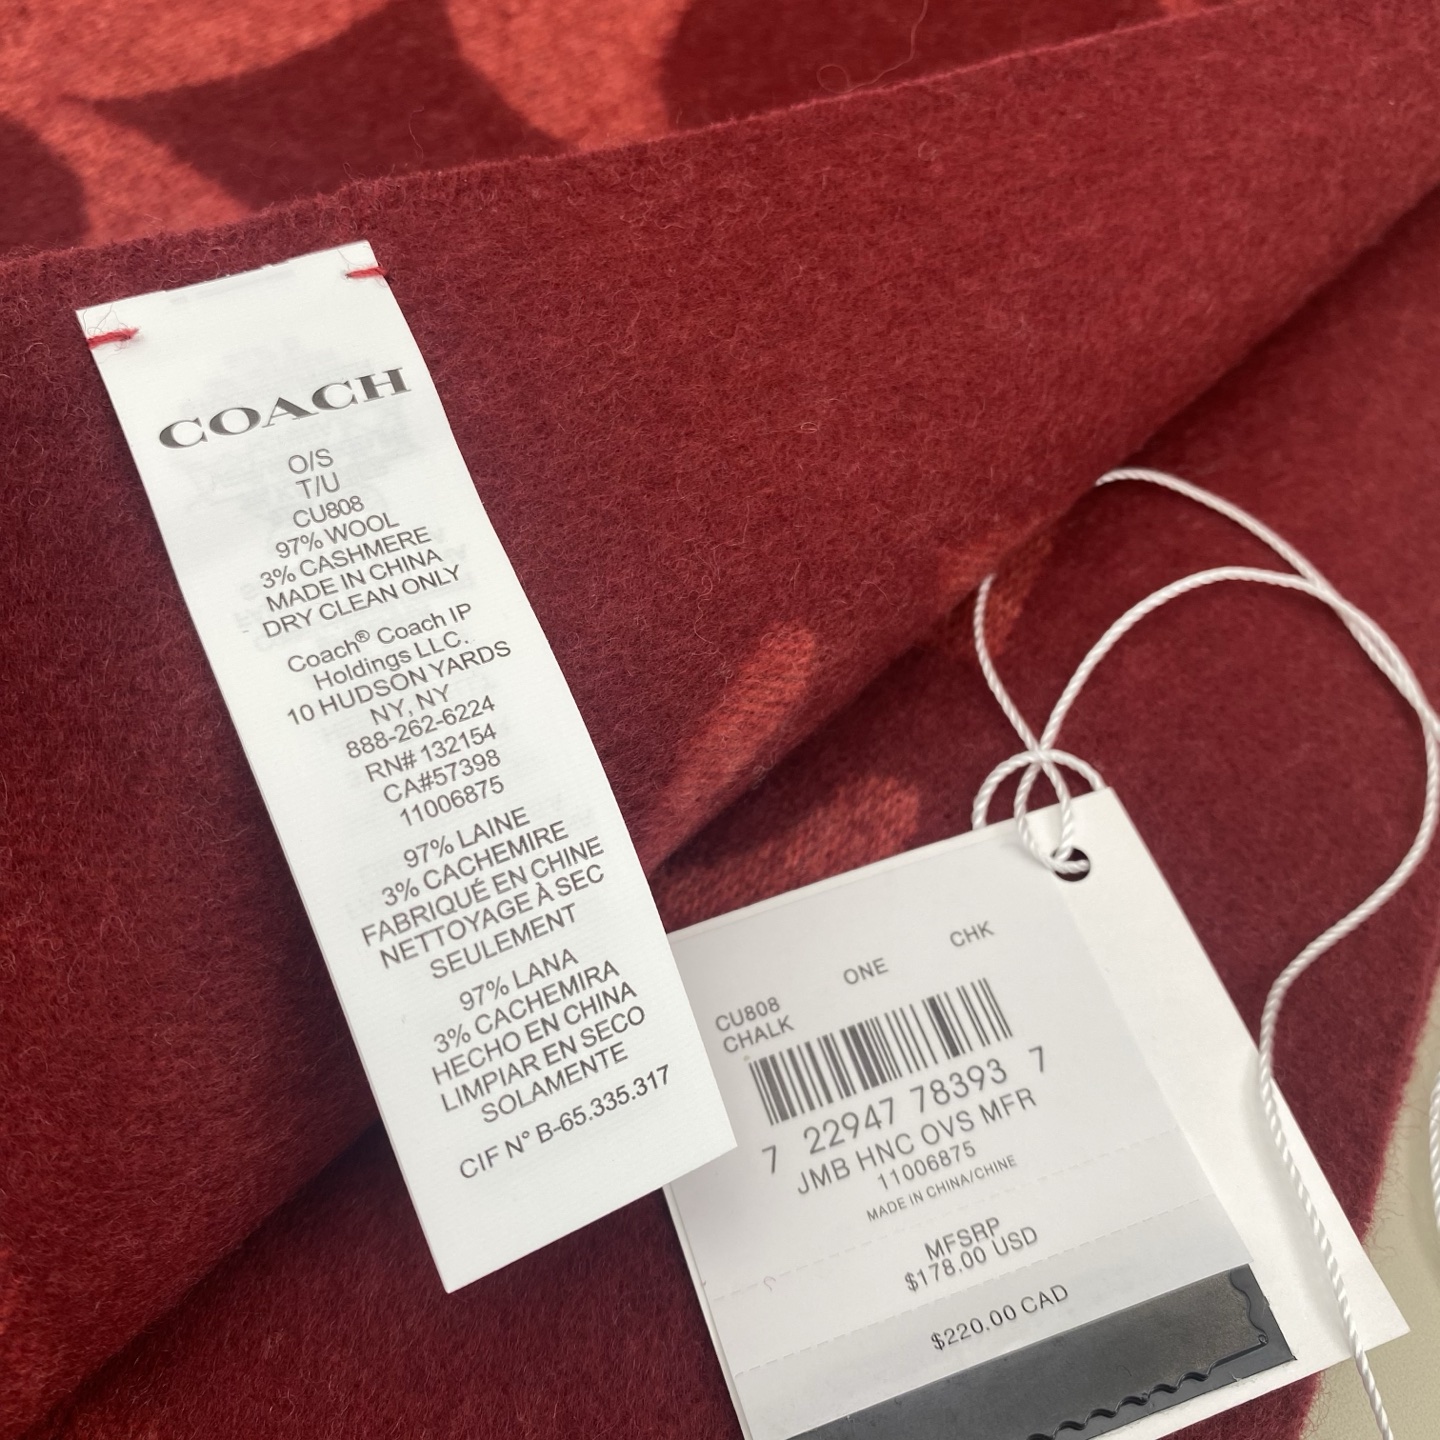 COACH
O/S
T/U
CU808
97% WOOL
3% CASHMERE
MADE IN CHINA
DRY CLEAN ONLY
Coach® Coach IP
Holdings LLC.
10 HUDSON YARDS
NY, NY
888-262-6224
RN# 132154
CA#57398
11006875
97% LAINE
3% CACHEMIRE
FABRIQUÉ EN CHINE
NETTOYAGE À SEC
SEULEMENT
97% LANA
3% CACHEMIRA
HECHO EN CHINA
LIMPIAR EN SECO
SOLAMENTE
CIF N° B-65.335.317
CU808 ONE CHK
CHALK
7 22947 78393 7
JMB HNC OVS MFR
11006875
MADE IN CHINA/CHINE
MFSRP
$178.00 USD
$220.00 CAD